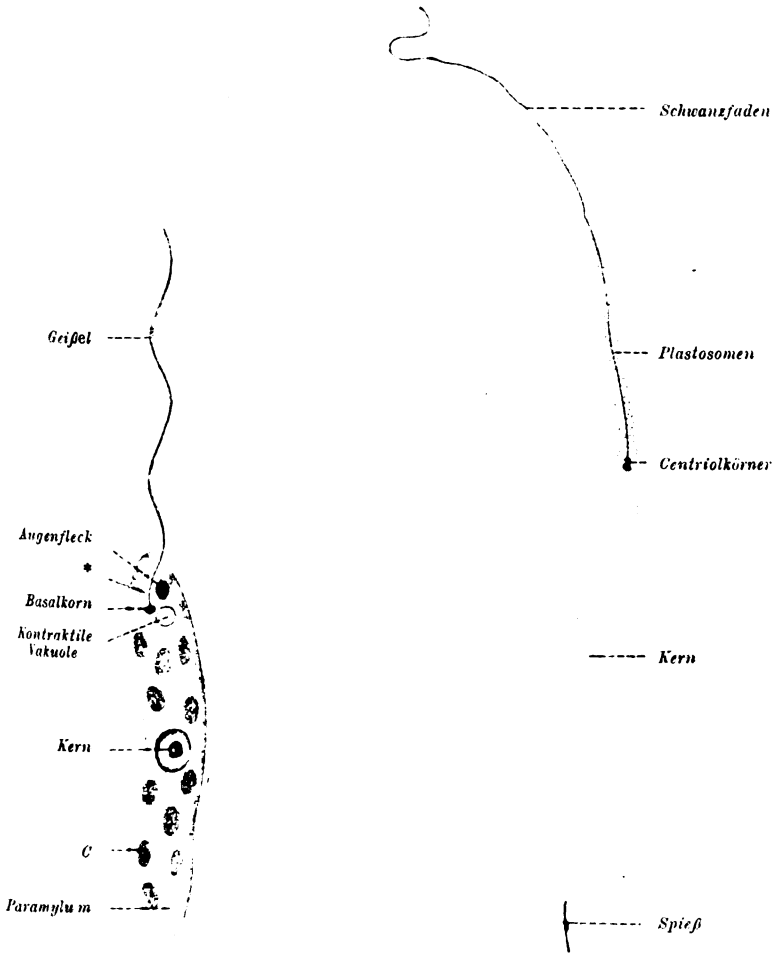 Schwanzfaden
Geißel
Plastosomen
Centriolkörner
Augenfleck
*
Basalkorn
Kontraktile
Vakuole
Kern
Kern
C
Paramylum
Spieß